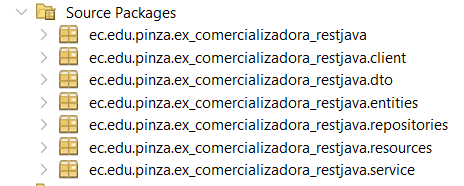 Source Packages
ec.edu.pinza.ex_comercializadora_restjava
ec.edu.pinza.ex_comercializadora_restjava.client
ec.edu.pinza.ex_comercializadora_restjava.dto
ec.edu.pinza.ex_comercializadora_restjava.entities
ec.edu.pinza.ex_comercializadora_restjava.repositories
ec.edu.pinza.ex_comercializadora_restjava.resources
ec.edu.pinza.ex_comercializadora_restjava.service